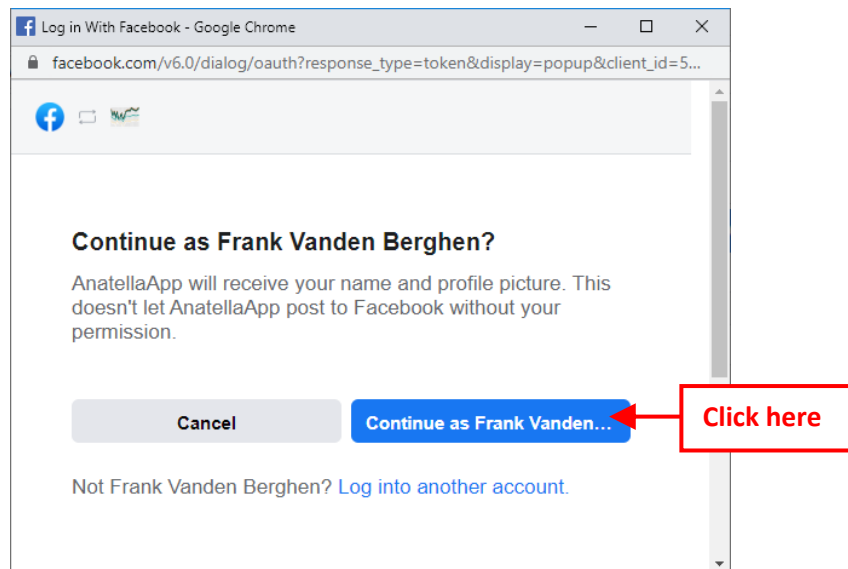 Log in With Facebook - Google Chrome
facebook.com/v6.0/dialog/oauth?response_type=token&display=popup&client_id=5...
Continue as Frank Vanden Berghen?
AnatellaApp will receive your name and profile picture. This
doesn't let AnatellaApp post to Facebook without your
permission.
Cancel
Continue as Frank Vanden...
Click here
Not Frank Vanden Berghen? Log into another account.